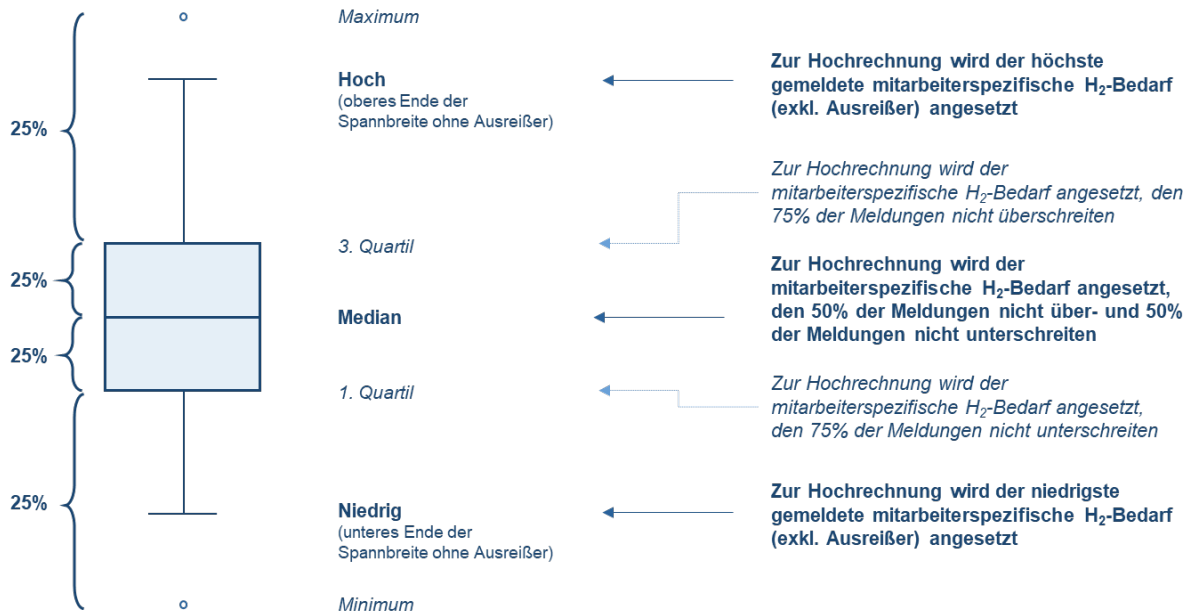 Maximum
Hoch
(oberes Ende der
Spannbreite ohne Ausreißer)
Zur Hochrechnung wird der höchste
gemeldete mitarbeiterspezifische H₂-Bedarf
(exkl. Ausreißer) angesetzt
25%
Zur Hochrechnung wird der
mitarbeiterspezifische H₂-Bedarf angesetzt, den
75% der Meldungen nicht überschreiten
3. Quartil
25%
Median
Zur Hochrechnung wird der
mitarbeiterspezifische H₂-Bedarf angesetzt,
den 50% der Meldungen nicht über- und 50%
der Meldungen nicht unterschreiten
25%
1. Quartil
Zur Hochrechnung wird der
mitarbeiterspezifische H₂-Bedarf angesetzt,
den 75% der Meldungen nicht unterschreiten
25%
Niedrig
(unteres Ende der
Spannbreite ohne Ausreißer)
Zur Hochrechnung wird der niedrigste
gemeldete mitarbeiterspezifische H₂-Bedarf
(exkl. Ausreißer) angesetzt
Minimum